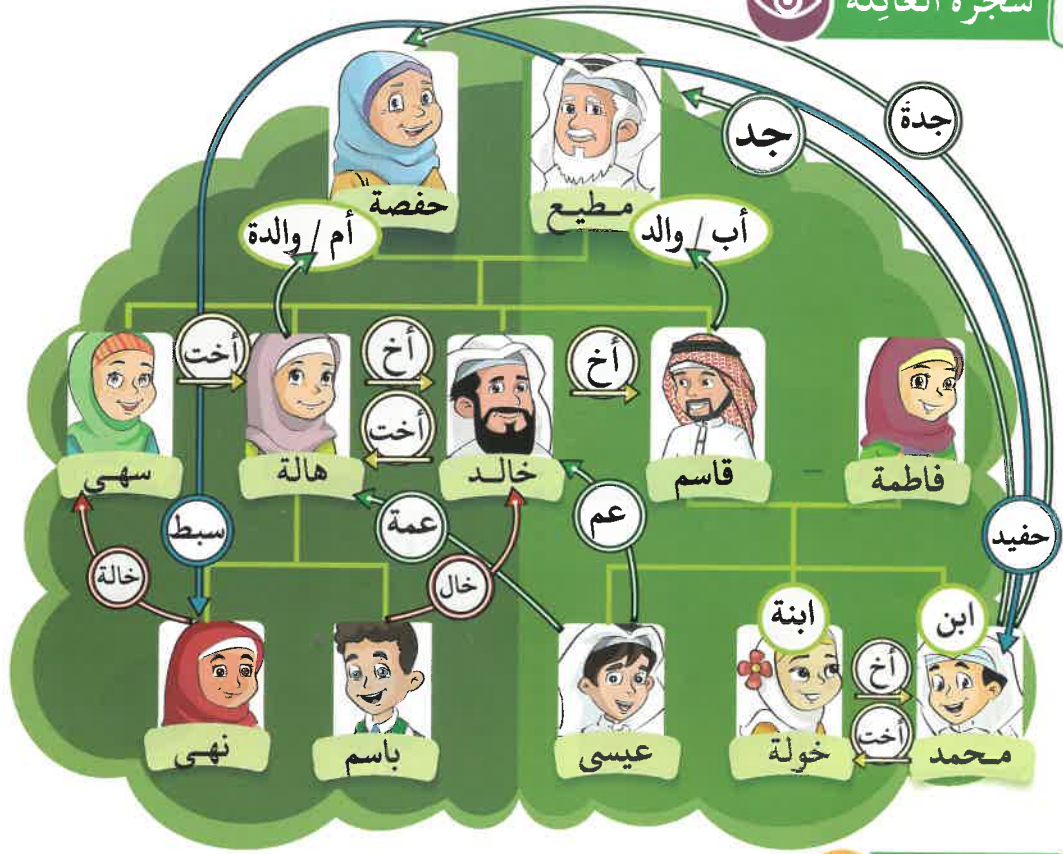 شجرة العائلة
جدة
جد
حفصة
مطيع
أم / والدة
أب / والد
أخت
أخ
أخ
أخت
سهى
هالة
خالد
قاسم
فاطمة
سبط
عمة
عم
حفيد
خالة
خال
ابنة
ابن
أخ
أخت
نهى
باسم
عيسى
خولة
محمد